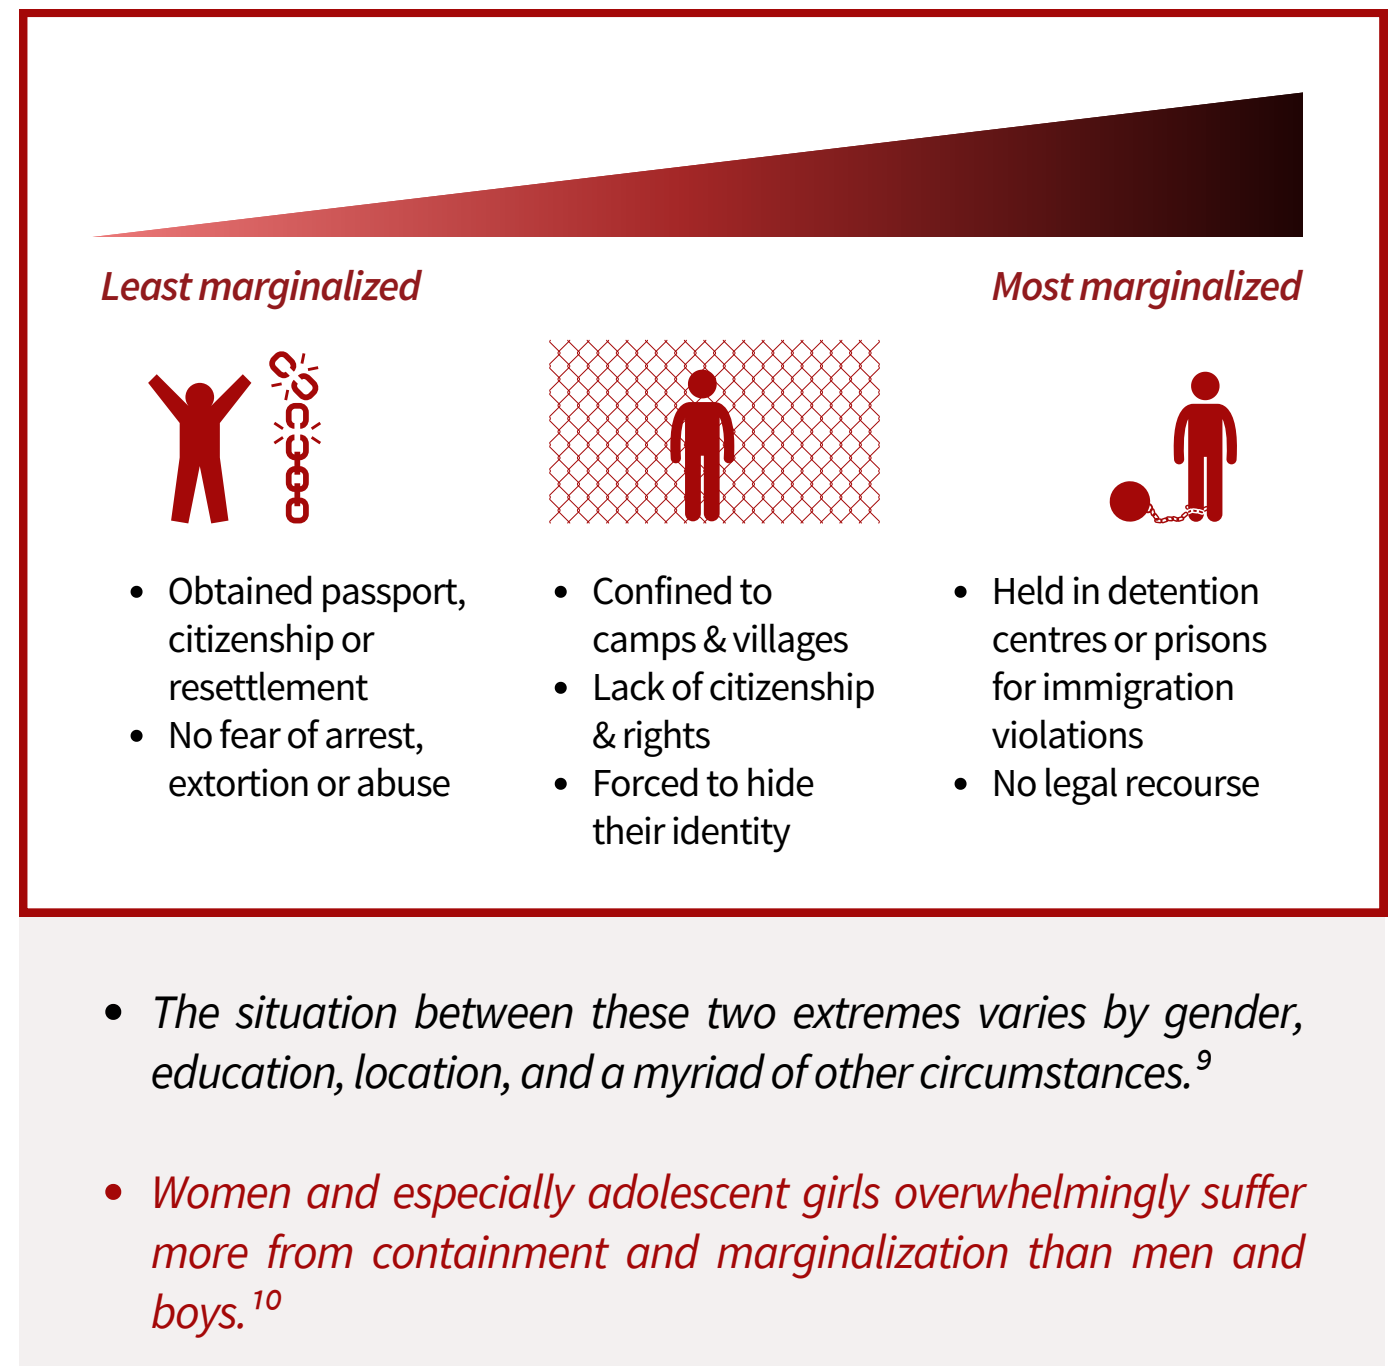 Least marginalized
Most marginalized
• Obtained passport,
citizenship or
resettlement
• No fear of arrest,
extortion or abuse
• Confined to
camps & villages
• Lack of citizenship
& rights
• Forced to hide
their identity
• Held in detention
centres or prisons
for immigration
violations
• No legal recourse
• The situation between these two extremes varies by gender,
education, location, and a myriad of other circumstances.⁹
• Women and especially adolescent girls overwhelmingly suffer
more from containment and marginalization than men and
boys.¹⁰